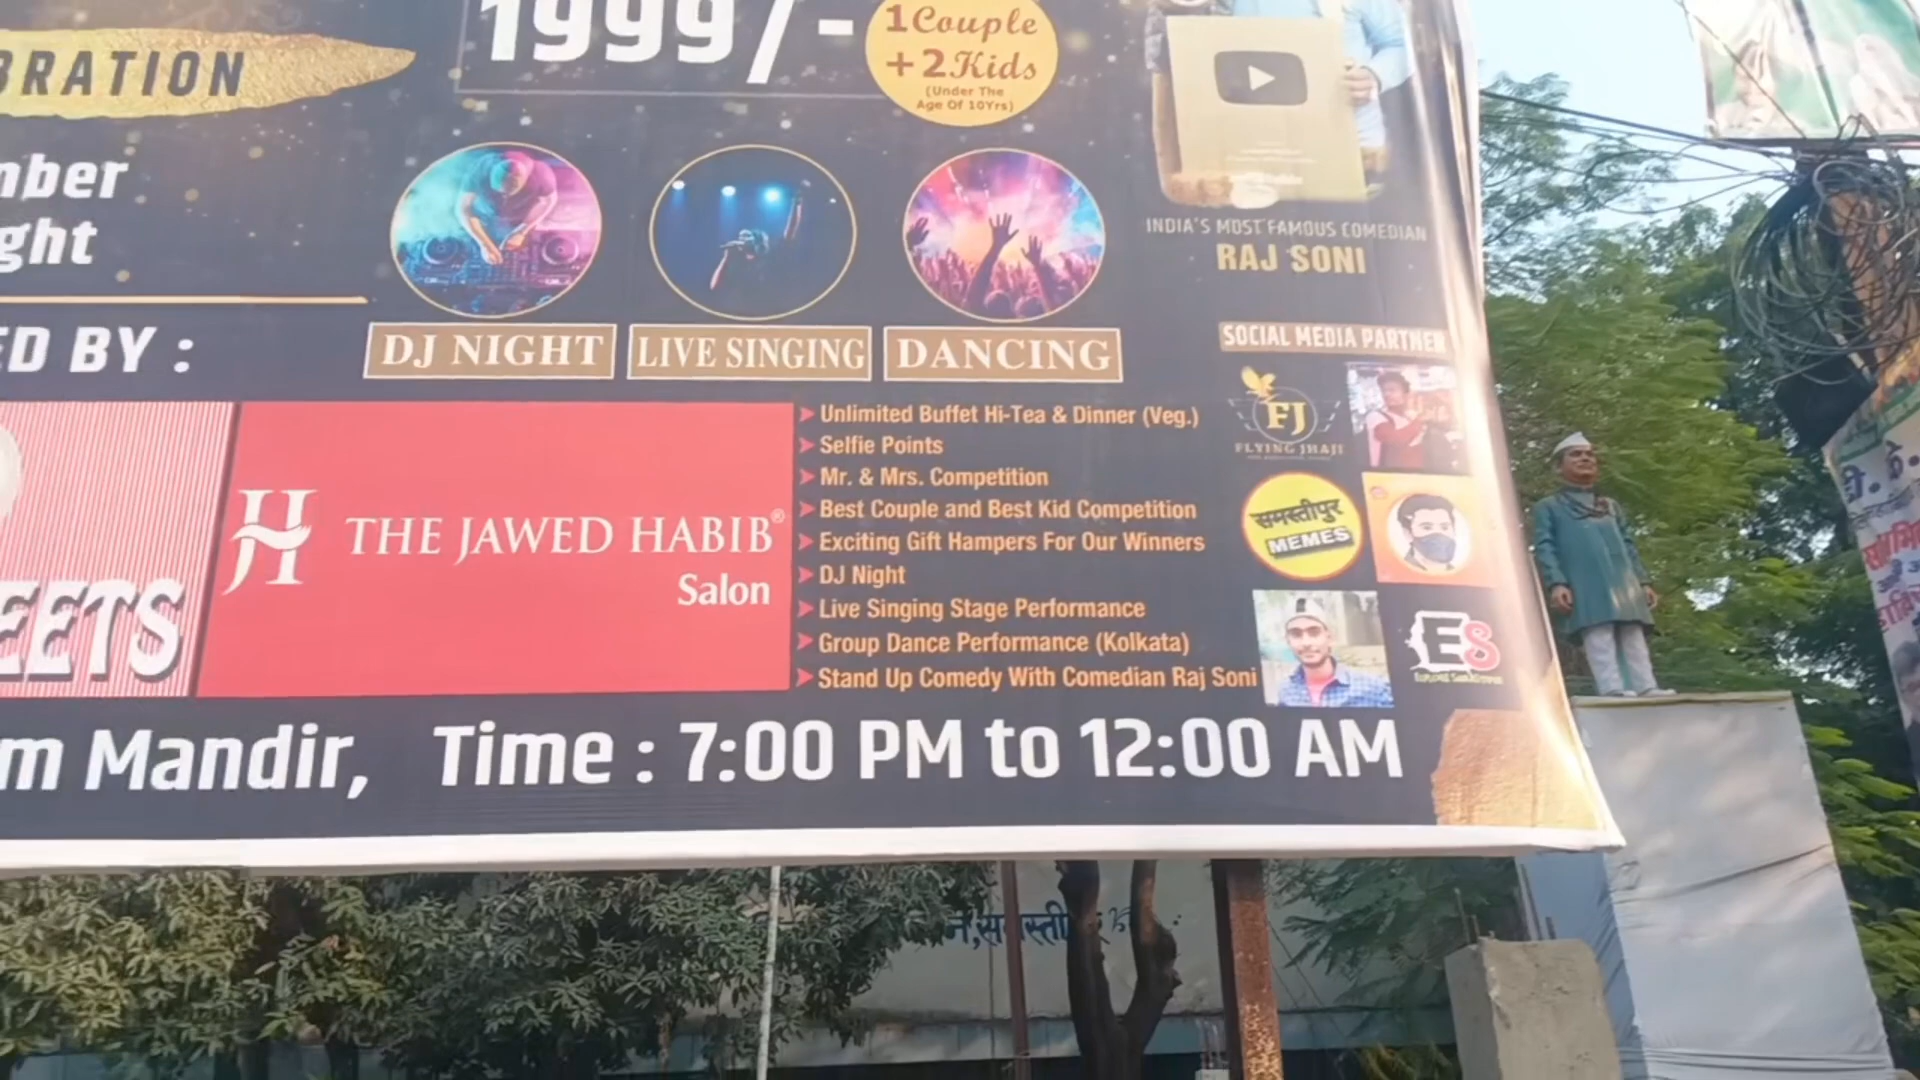 1999/-
1Couple
+2Kids
(Under The
Age Of 10Yrs)
BRATION
mber
ght
ED BY :
DJ NIGHT
LIVE SINGING
DANCING
INDIA'S MOST FAMOUS COMEDIAN
RAJ SONI
SOCIAL MEDIA PARTNER
FJ
FLYING JHAJI
समस्तीपुर
MEMES
ES
EETS
H THE JAWED HABIB®
Salon
Unlimited Buffet Hi-Tea & Dinner (Veg.)
Selfie Points
Mr. & Mrs. Competition
Best Couple and Best Kid Competition
Exciting Gift Hampers For Our Winners
DJ Night
Live Singing Stage Performance
Group Dance Performance (Kolkata)
Stand Up Comedy With Comedian Raj Soni
m Mandir, Time : 7:00 PM to 12:00 AM